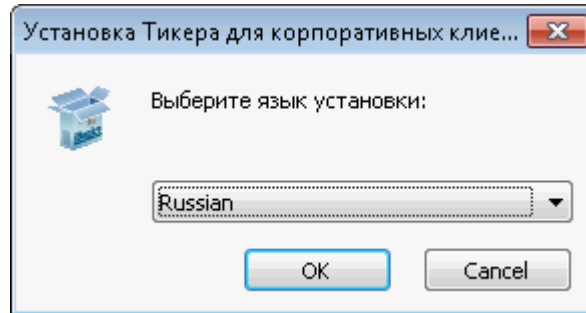 Установка Тикера для корпоративных клие...
Выберите язык установки:
Russian
OK
Cancel